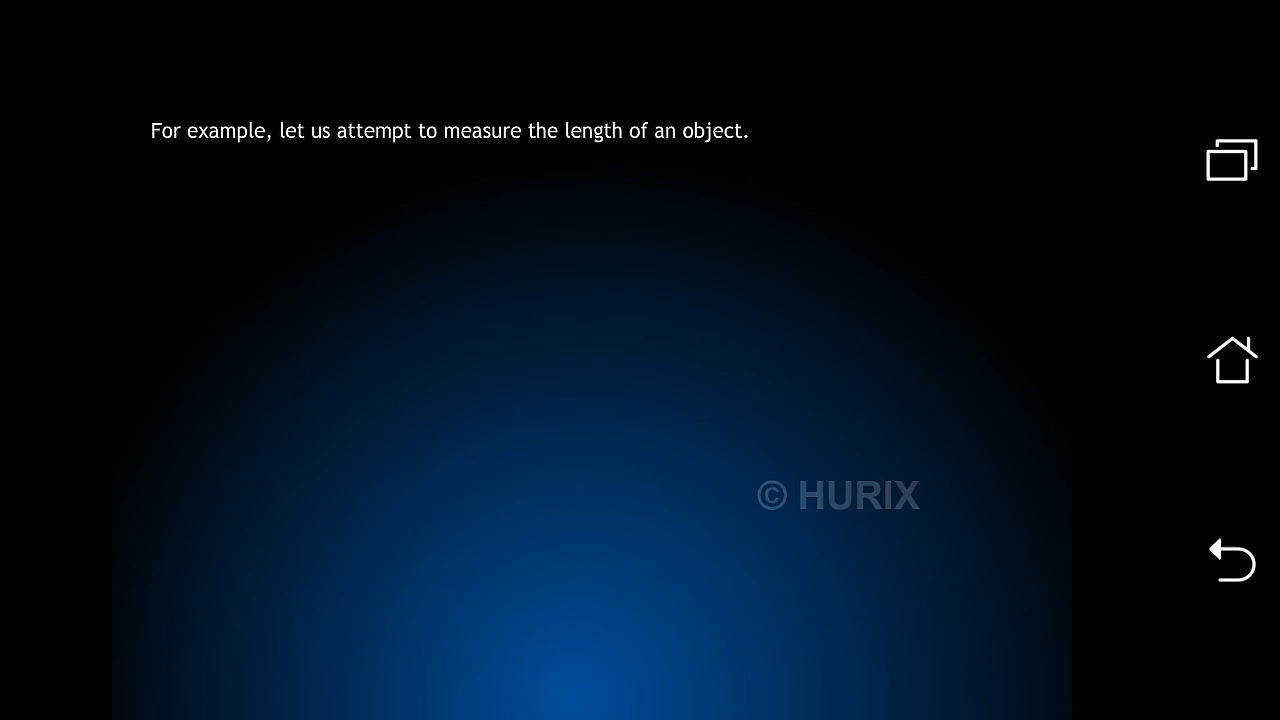 For example, let us attempt to measure the length of an object.
© HURIX